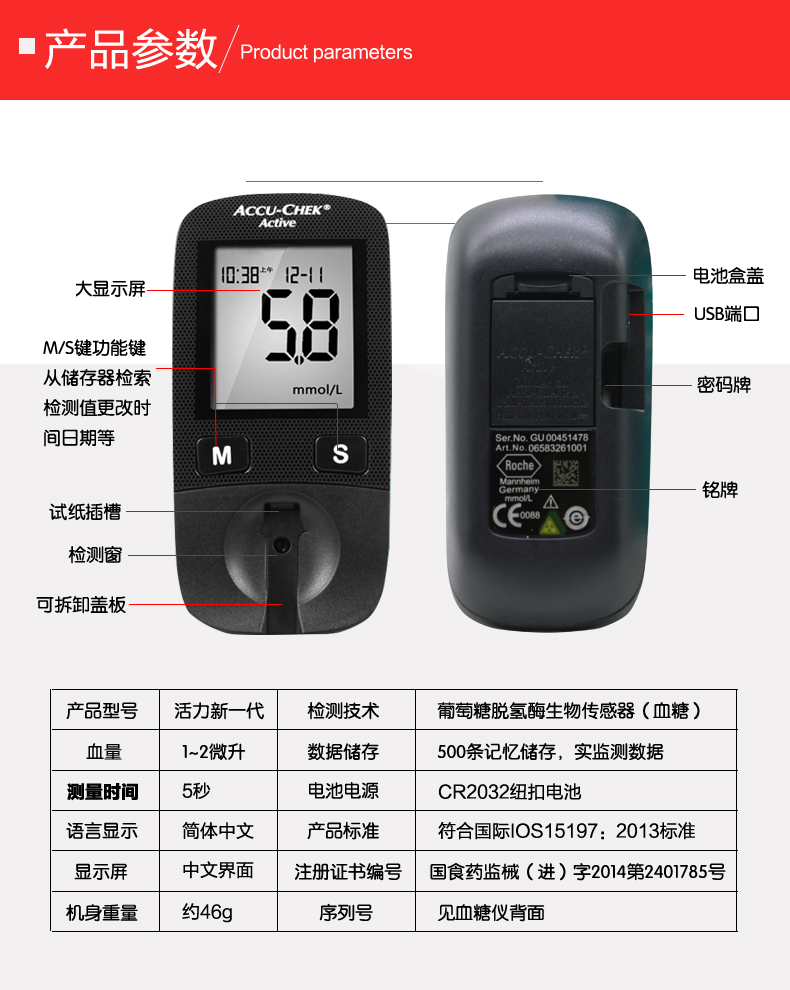 产品参数
Product parameters
ACCU-CHEK®
Active
10:38上午 12-11
5.8
mmol/L
M
S
大显示屏
M/S键功能键
从储存器检索
检测值更改时
间日期等
试纸插槽
检测窗
可拆卸盖板
电池盒盖
USB端口
密码牌
铭牌
ACCU-CHEK®
Ser.No. GU 00451478
Art.No. 06583261001
Roche
Mannheim
Germany
mmol/L
CE 0088
产品型号 活力新一代 检测技术 葡萄糖脱氢酶生物传感器（血糖）
血量 1~2微升 数据储存 500条记忆储存，实监测数据
测量时间 5秒 电池电源 CR2032纽扣电池
语言显示 简体中文 产品标准 符合国际IOS15197：2013标准
显示屏 中文界面 注册证书编号 国食药监械（进）字2014第2401785号
机身重量 约46g 序列号 见血糖仪背面